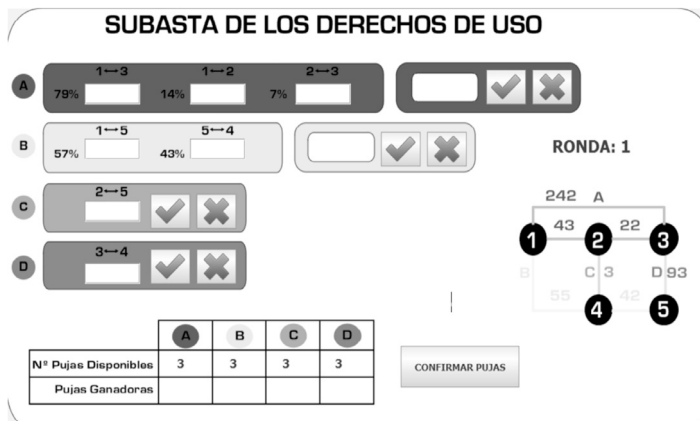 SUBASTA DE LOS DERECHOS DE USO
A
1↔3 1↔2 2↔3
79% 14% 7%
B
1↔5 5↔4
57% 43%
RONDA: 1
C
2↔5
D
3↔4
242 A
43 22
1 2 3
B C 3 D 93
55 42
4 5
A B C D
Nº Pujas Disponibles 3 3 3 3
Pujas Ganadoras
CONFIRMAR PUJAS